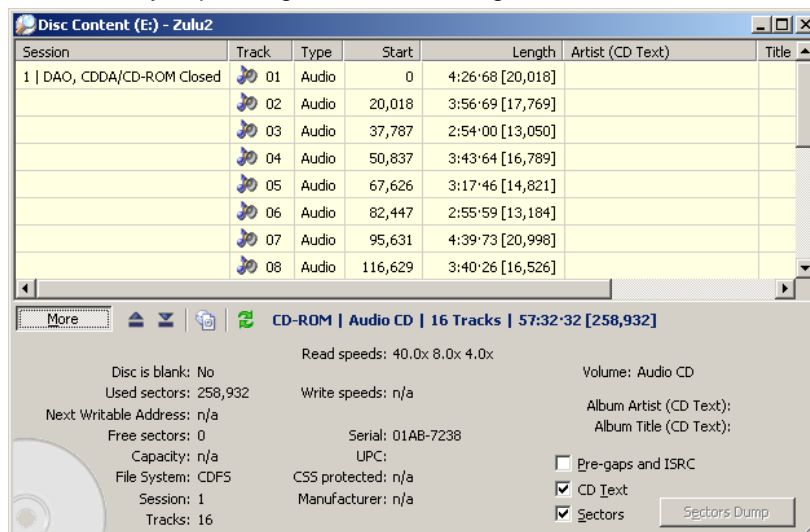 Disc Content (E:) - Zulu2
Session Track Type Start Length Artist (CD Text) Title
1 | DAO, CDDA/CD-ROM Closed 01 Audio 0 4:26·68 [20,018]
02 Audio 20,018 3:56·69 [17,769]
03 Audio 37,787 2:54·00 [13,050]
04 Audio 50,837 3:43·64 [16,789]
05 Audio 67,626 3:17·46 [14,821]
06 Audio 82,447 2:55·59 [13,184]
07 Audio 95,631 4:39·73 [20,998]
08 Audio 116,629 3:40·26 [16,526]
More CD-ROM | Audio CD | 16 Tracks | 57:32·32 [258,932]
Read speeds: 40.0x 8.0x 4.0x
Disc is blank: No Volume: Audio CD
Used sectors: 258,932 Write speeds: n/a
Next Writable Address: n/a Album Artist (CD Text):
Free sectors: 0 Serial: 01AB-7238 Album Title (CD Text):
Capacity: n/a UPC: Pre-gaps and ISRC
File System: CDFS CSS protected: n/a CD Text
Session: 1 Manufacturer: n/a Sectors Sectors Dump
Tracks: 16